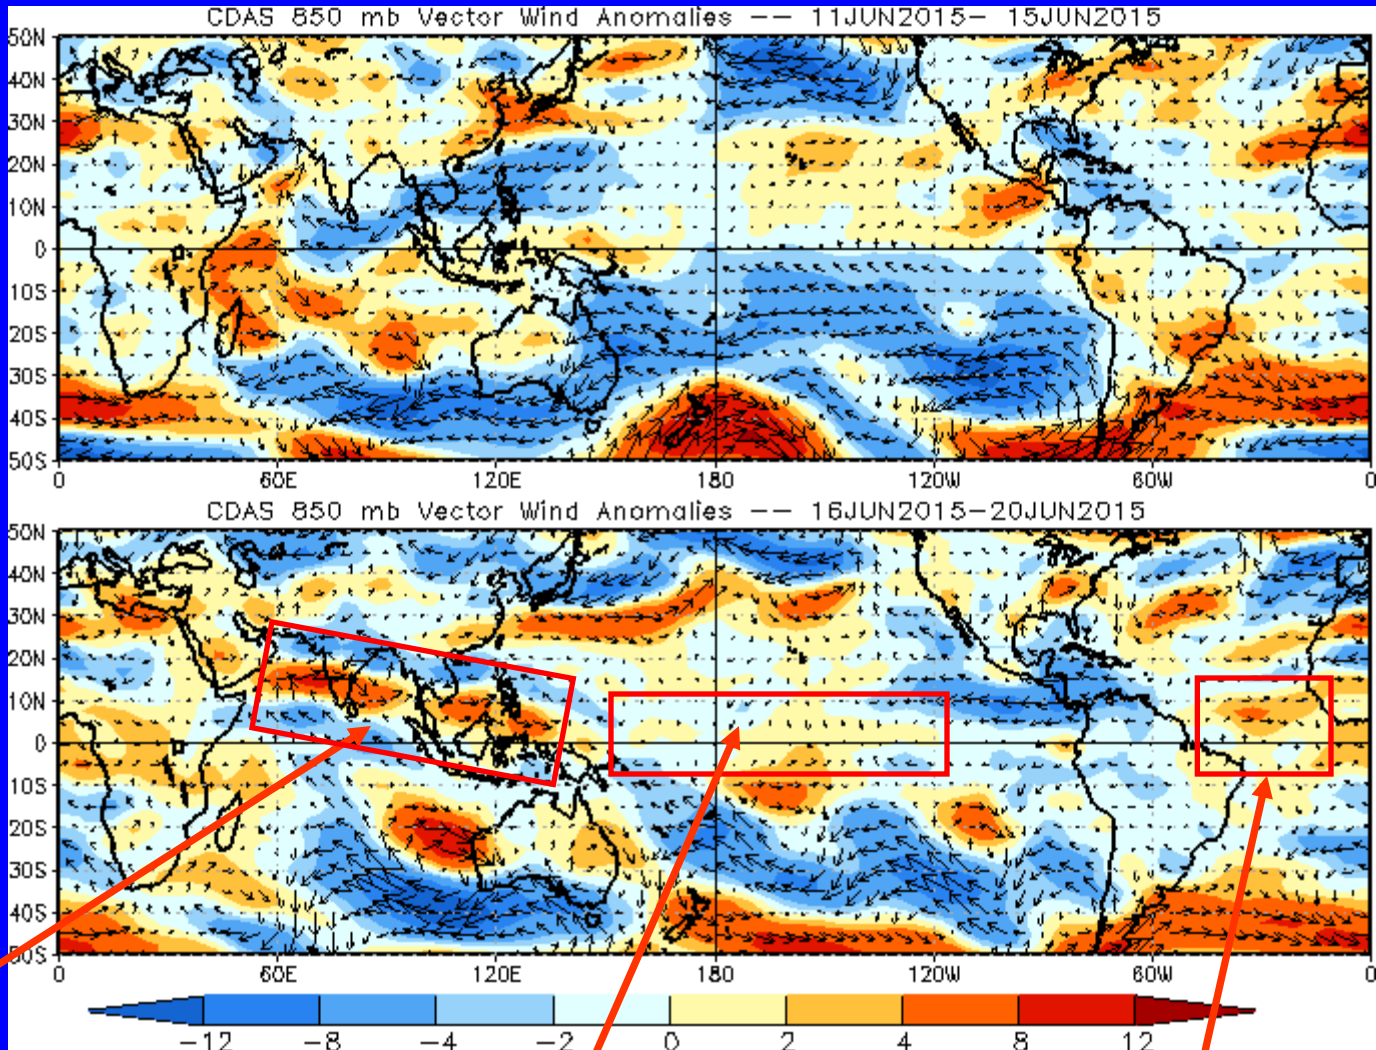 CDAS 850 mb Vector Wind Anomalies –– 11JUN2015– 15JUN2015
50N
40N
30N
20N
10N
0
10S
20S
30S
40S
50S
0 60E 120E 180 120W 60W 0
CDAS 850 mb Vector Wind Anomalies –– 16JUN2015–20JUN2015
50N
40N
30N
20N
10N
0
10S
20S
30S
40S
50S
0 60E 120E 180 120W 60W 0
−12 −8 −4 −2 0 2 4 8 12